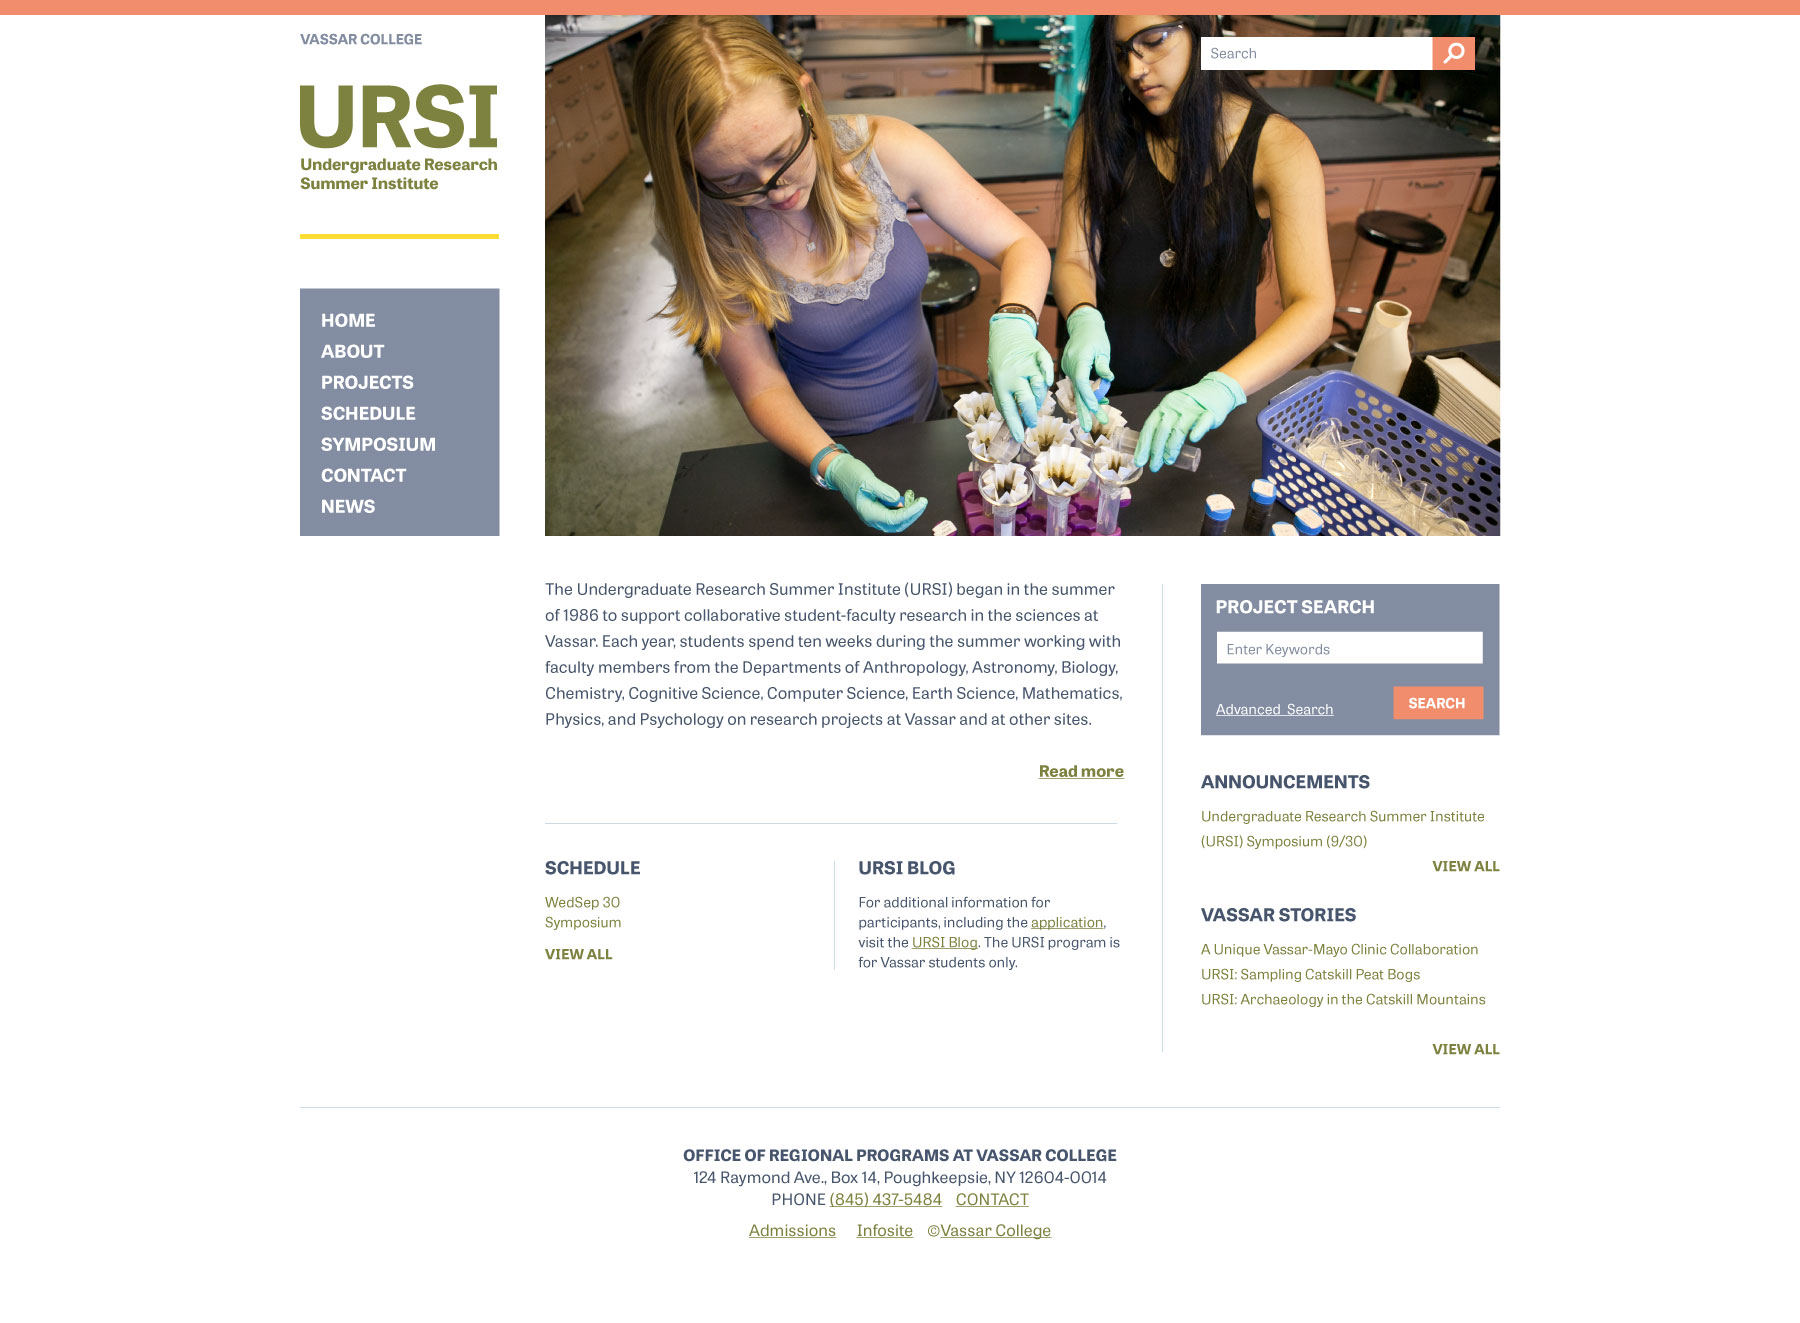 VASSAR COLLEGE
URSI
Undergraduate Research
Summer Institute
HOME
ABOUT
PROJECTS
SCHEDULE
SYMPOSIUM
CONTACT
NEWS
Search
The Undergraduate Research Summer Institute (URSI) began in the summer
of 1986 to support collaborative student-faculty research in the sciences at
Vassar. Each year, students spend ten weeks during the summer working with
faculty members from the Departments of Anthropology, Astronomy, Biology,
Chemistry, Cognitive Science, Computer Science, Earth Science, Mathematics,
Physics, and Psychology on research projects at Vassar and at other sites.
Read more
SCHEDULE
WedSep 30
Symposium
VIEW ALL
URSI BLOG
For additional information for
participants, including the application,
visit the URSI Blog. The URSI program is
for Vassar students only.
PROJECT SEARCH
Enter Keywords
Advanced Search
SEARCH
ANNOUNCEMENTS
Undergraduate Research Summer Institute
(URSI) Symposium (9/30)
VIEW ALL
VASSAR STORIES
A Unique Vassar-Mayo Clinic Collaboration
URSI: Sampling Catskill Peat Bogs
URSI: Archaeology in the Catskill Mountains
VIEW ALL
OFFICE OF REGIONAL PROGRAMS AT VASSAR COLLEGE
124 Raymond Ave., Box 14, Poughkeepsie, NY 12604-0014
PHONE (845) 437-5484 CONTACT
Admissions Infosite ©Vassar College